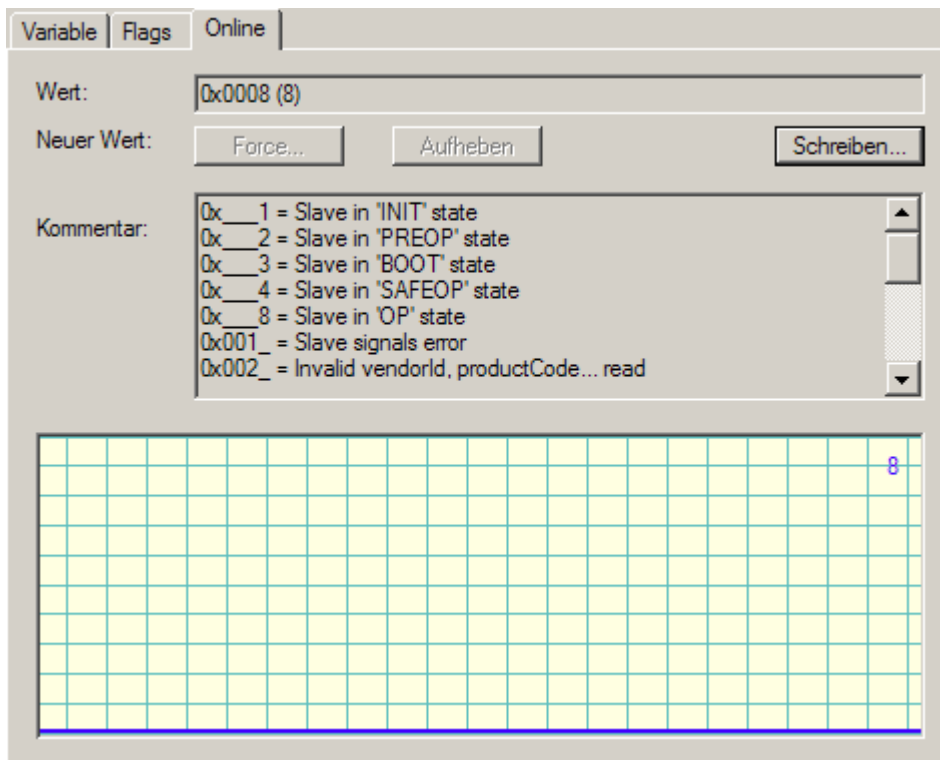 Variable Flags Online
Wert: 0x0008 (8)
Neuer Wert: Force... Aufheben Schreiben...
Kommentar:
0x___1 = Slave in 'INIT' state
0x___2 = Slave in 'PREOP' state
0x___3 = Slave in 'BOOT' state
0x___4 = Slave in 'SAFEOP' state
0x___8 = Slave in 'OP' state
0x001_ = Slave signals error
0x002_ = Invalid vendorId, productCode... read
8